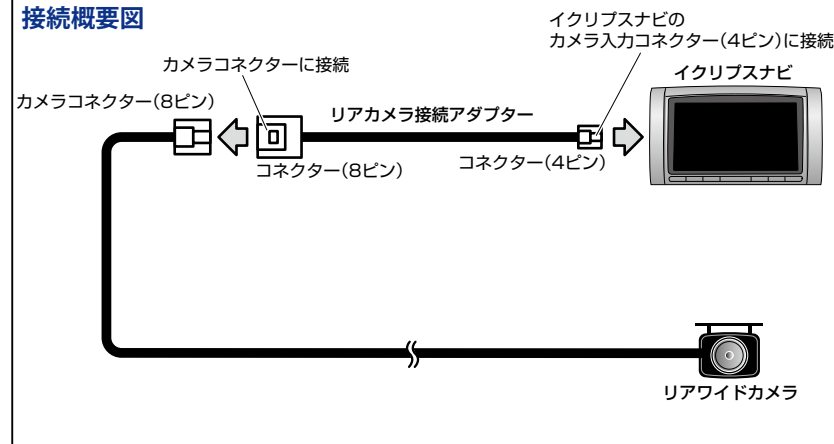 接続概要図
イクリプスナビの
カメラ入力コネクター(4ピン)に接続
カメラコネクターに接続
イクリプスナビ
カメラコネクター(8ピン)
リアカメラ接続アダプター
コネクター(8ピン)
コネクター(4ピン)
リアワイドカメラ